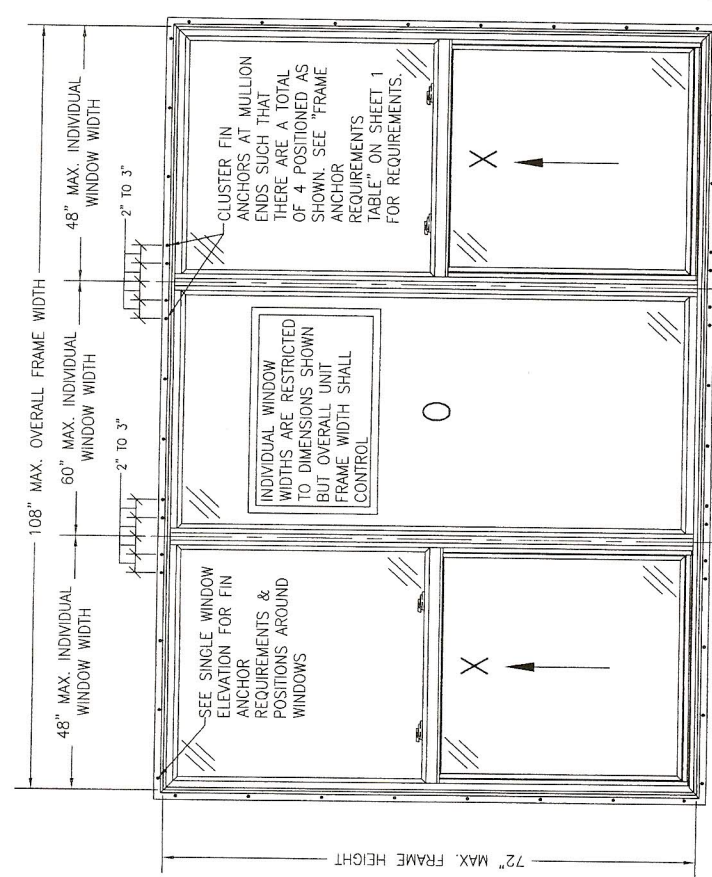 108" MAX. OVERALL FRAME WIDTH
48" MAX. INDIVIDUAL
WINDOW WIDTH
60" MAX. INDIVIDUAL
WINDOW WIDTH
48" MAX. INDIVIDUAL
WINDOW WIDTH
2" TO 3"
2" TO 3"
SEE SINGLE WINDOW
ELEVATION FOR FIN
ANCHOR
REQUIREMENTS &
POSITIONS AROUND
WINDOWS
INDIVIDUAL WINDOW
WIDTHS ARE RESTRICTED
TO DIMENSIONS SHOWN
BUT OVERALL UNIT
FRAME WIDTH SHALL
CONTROL
CLUSTER FIN
ANCHORS AT MULLION
ENDS SUCH THAT
THERE ARE A TOTAL
OF 4 POSITIONED AS
SHOWN. SEE "FRAME
ANCHOR
REQUIREMENTS
TABLE" ON SHEET 1
FOR REQUIREMENTS.
X
O
X
72" MAX. FRAME HEIGHT